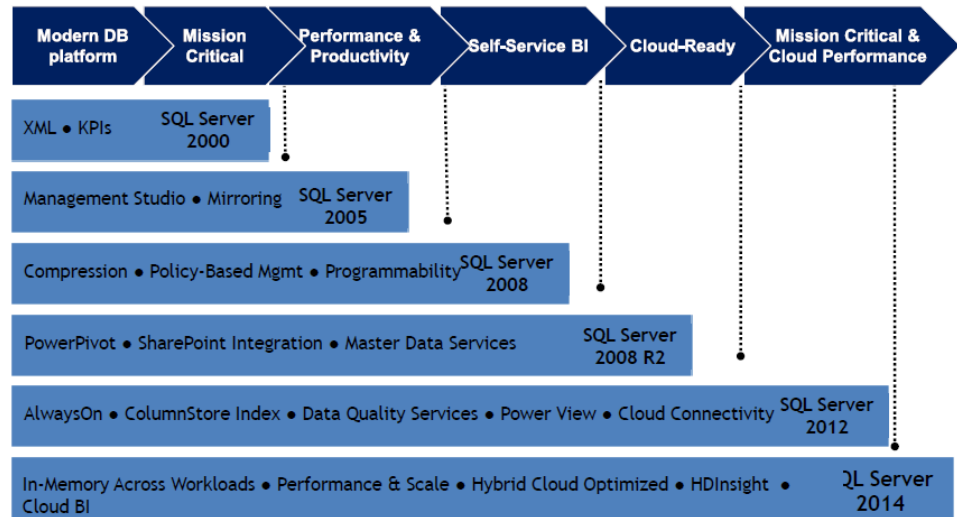 Modern DB platform
Mission Critical
Performance & Productivity
Self-Service BI
Cloud-Ready
Mission Critical & Cloud Performance
XML ● KPIs
SQL Server 2000
Management Studio ● Mirroring
SQL Server 2005
Compression ● Policy-Based Mgmt ● Programmability
SQL Server 2008
PowerPivot ● SharePoint Integration ● Master Data Services
SQL Server 2008 R2
AlwaysOn ● ColumnStore Index ● Data Quality Services ● Power View ● Cloud Connectivity
SQL Server 2012
In-Memory Across Workloads ● Performance & Scale ● Hybrid Cloud Optimized ● HDInsight ●
Cloud BI
QL Server 2014